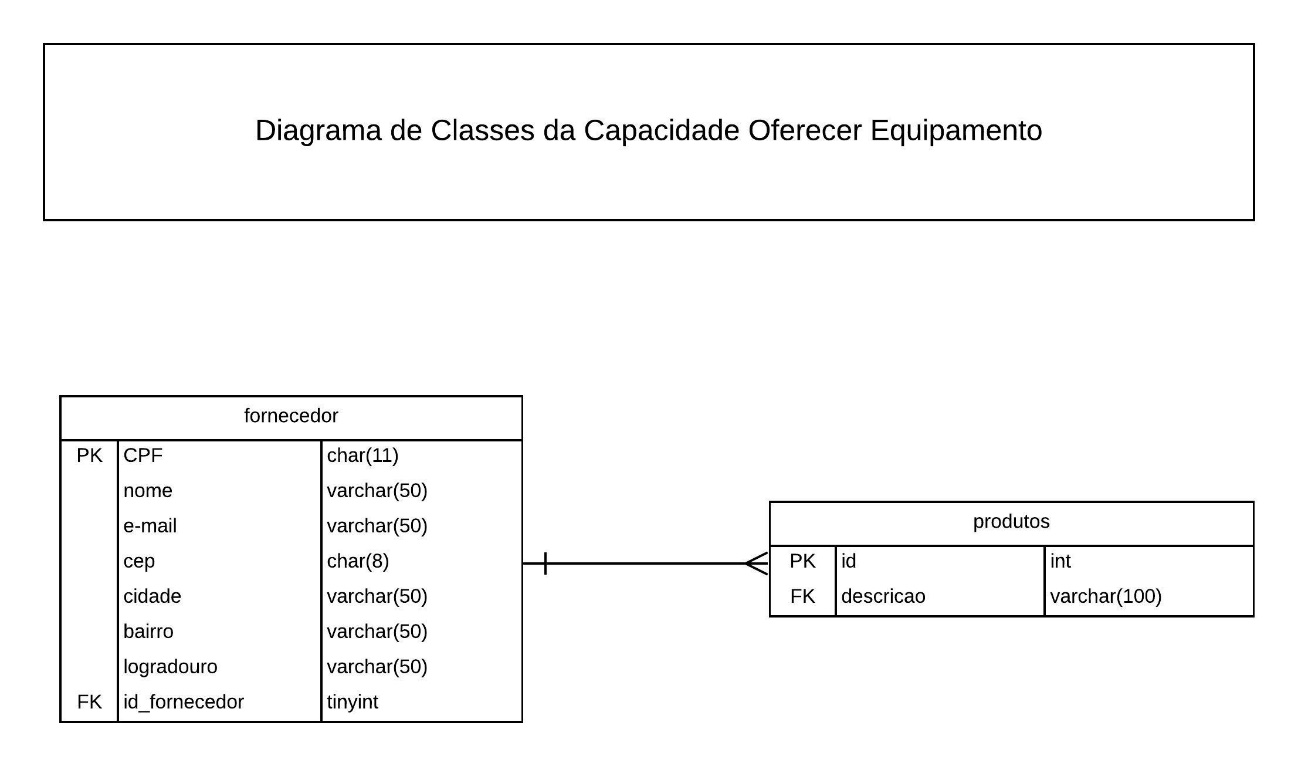 Diagrama de Classes da Capacidade Oferecer Equipamento
fornecedor
PK CPF char(11)
nome varchar(50)
e-mail varchar(50)
cep char(8)
cidade varchar(50)
bairro varchar(50)
logradouro varchar(50)
FK id_fornecedor tinyint
produtos
PK id int
FK descricao varchar(100)